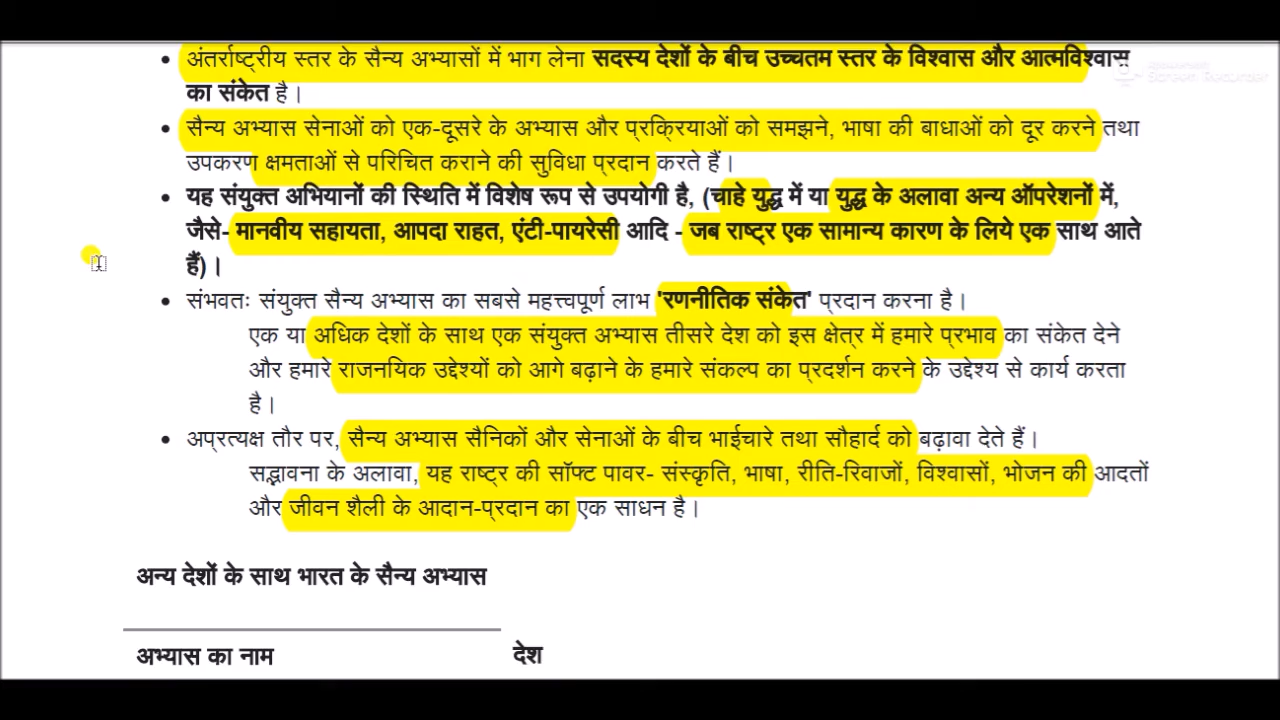 अंतर्राष्ट्रीय स्तर के सैन्य अभ्यासों में भाग लेना सदस्य देशों के बीच उच्चतम स्तर के विश्वास और आत्मविश्वास
का संकेत है।
सैन्य अभ्यास सेनाओं को एक-दूसरे के अभ्यास और प्रक्रियाओं को समझने, भाषा की बाधाओं को दूर करने तथा
उपकरण क्षमताओं से परिचित कराने की सुविधा प्रदान करते हैं।
यह संयुक्त अभियानों की स्थिति में विशेष रूप से उपयोगी है, (चाहे युद्ध में या युद्ध के अलावा अन्य ऑपरेशनों में,
जैसे- मानवीय सहायता, आपदा राहत, एंटी-पायरेसी आदि - जब राष्ट्र एक सामान्य कारण के लिये एक साथ आते
हैं)।
संभवतः संयुक्त सैन्य अभ्यास का सबसे महत्त्वपूर्ण लाभ 'रणनीतिक संकेत' प्रदान करना है।
एक या अधिक देशों के साथ एक संयुक्त अभ्यास तीसरे देश को इस क्षेत्र में हमारे प्रभाव का संकेत देने
और हमारे राजनयिक उद्देश्यों को आगे बढ़ाने के हमारे संकल्प का प्रदर्शन करने के उद्देश्य से कार्य करता
है।
अप्रत्यक्ष तौर पर, सैन्य अभ्यास सैनिकों और सेनाओं के बीच भाईचारे तथा सौहार्द को बढ़ावा देते हैं।
सद्भावना के अलावा, यह राष्ट्र की सॉफ्ट पावर- संस्कृति, भाषा, रीति-रिवाजों, विश्वासों, भोजन की आदतों
और जीवन शैली के आदान-प्रदान का एक साधन है।
अन्य देशों के साथ भारत के सैन्य अभ्यास
अभ्यास का नाम देश
Screen Recorder